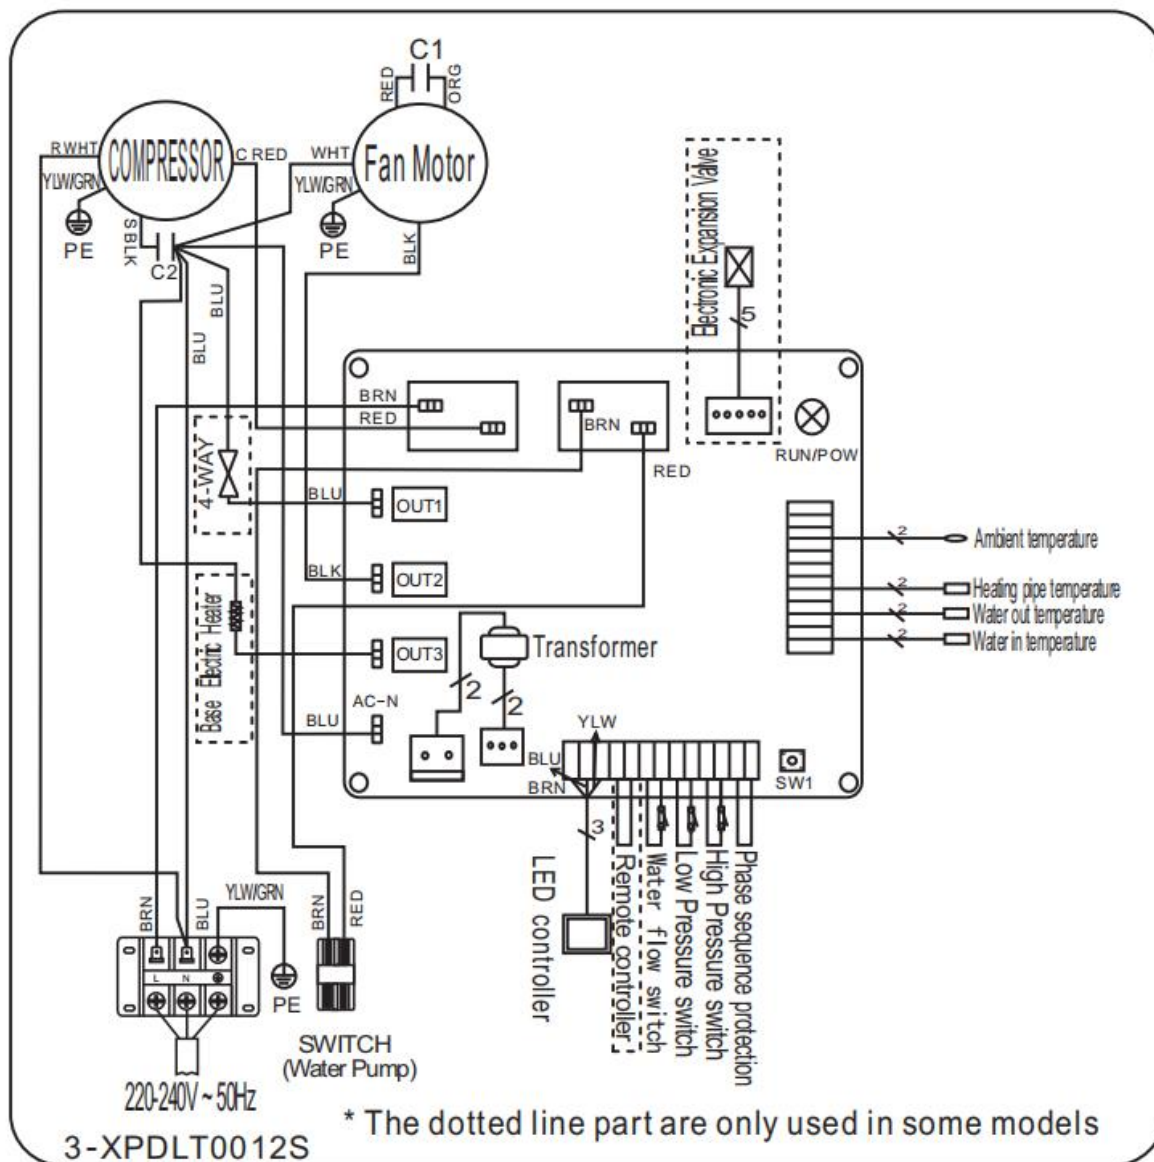 C1
RED
ORG
COMPRESSOR
Fan Motor
R WHT
C RED
WHT
YLW/GRN
YLW/GRN
PE
PE
S BLK
C2
BLK
BLU
BLU
Electronic Expansion Valve
5
BRN
RED
BRN
RED
RUN/POW
4-WAY
BLU
OUT1
BLK
OUT2
Base Electric Heater
OUT3
Transformer
2
2
AC-N
BLU
2
Ambient temperature
2
Heating pipe temperature
2
Water out temperature
2
Water in temperature
YLW
BLU
BRN
SW1
3
LED controller
Remote controller
Water flow switch
Low Pressure switch
High Pressure switch
Phase sequence protection
BRN
BLU
YLW/GRN
BRN
RED
L
N
PE
SWITCH
(Water Pump)
220-240V ~ 50Hz
* The dotted line part are only used in some models
3-XPDLT0012S